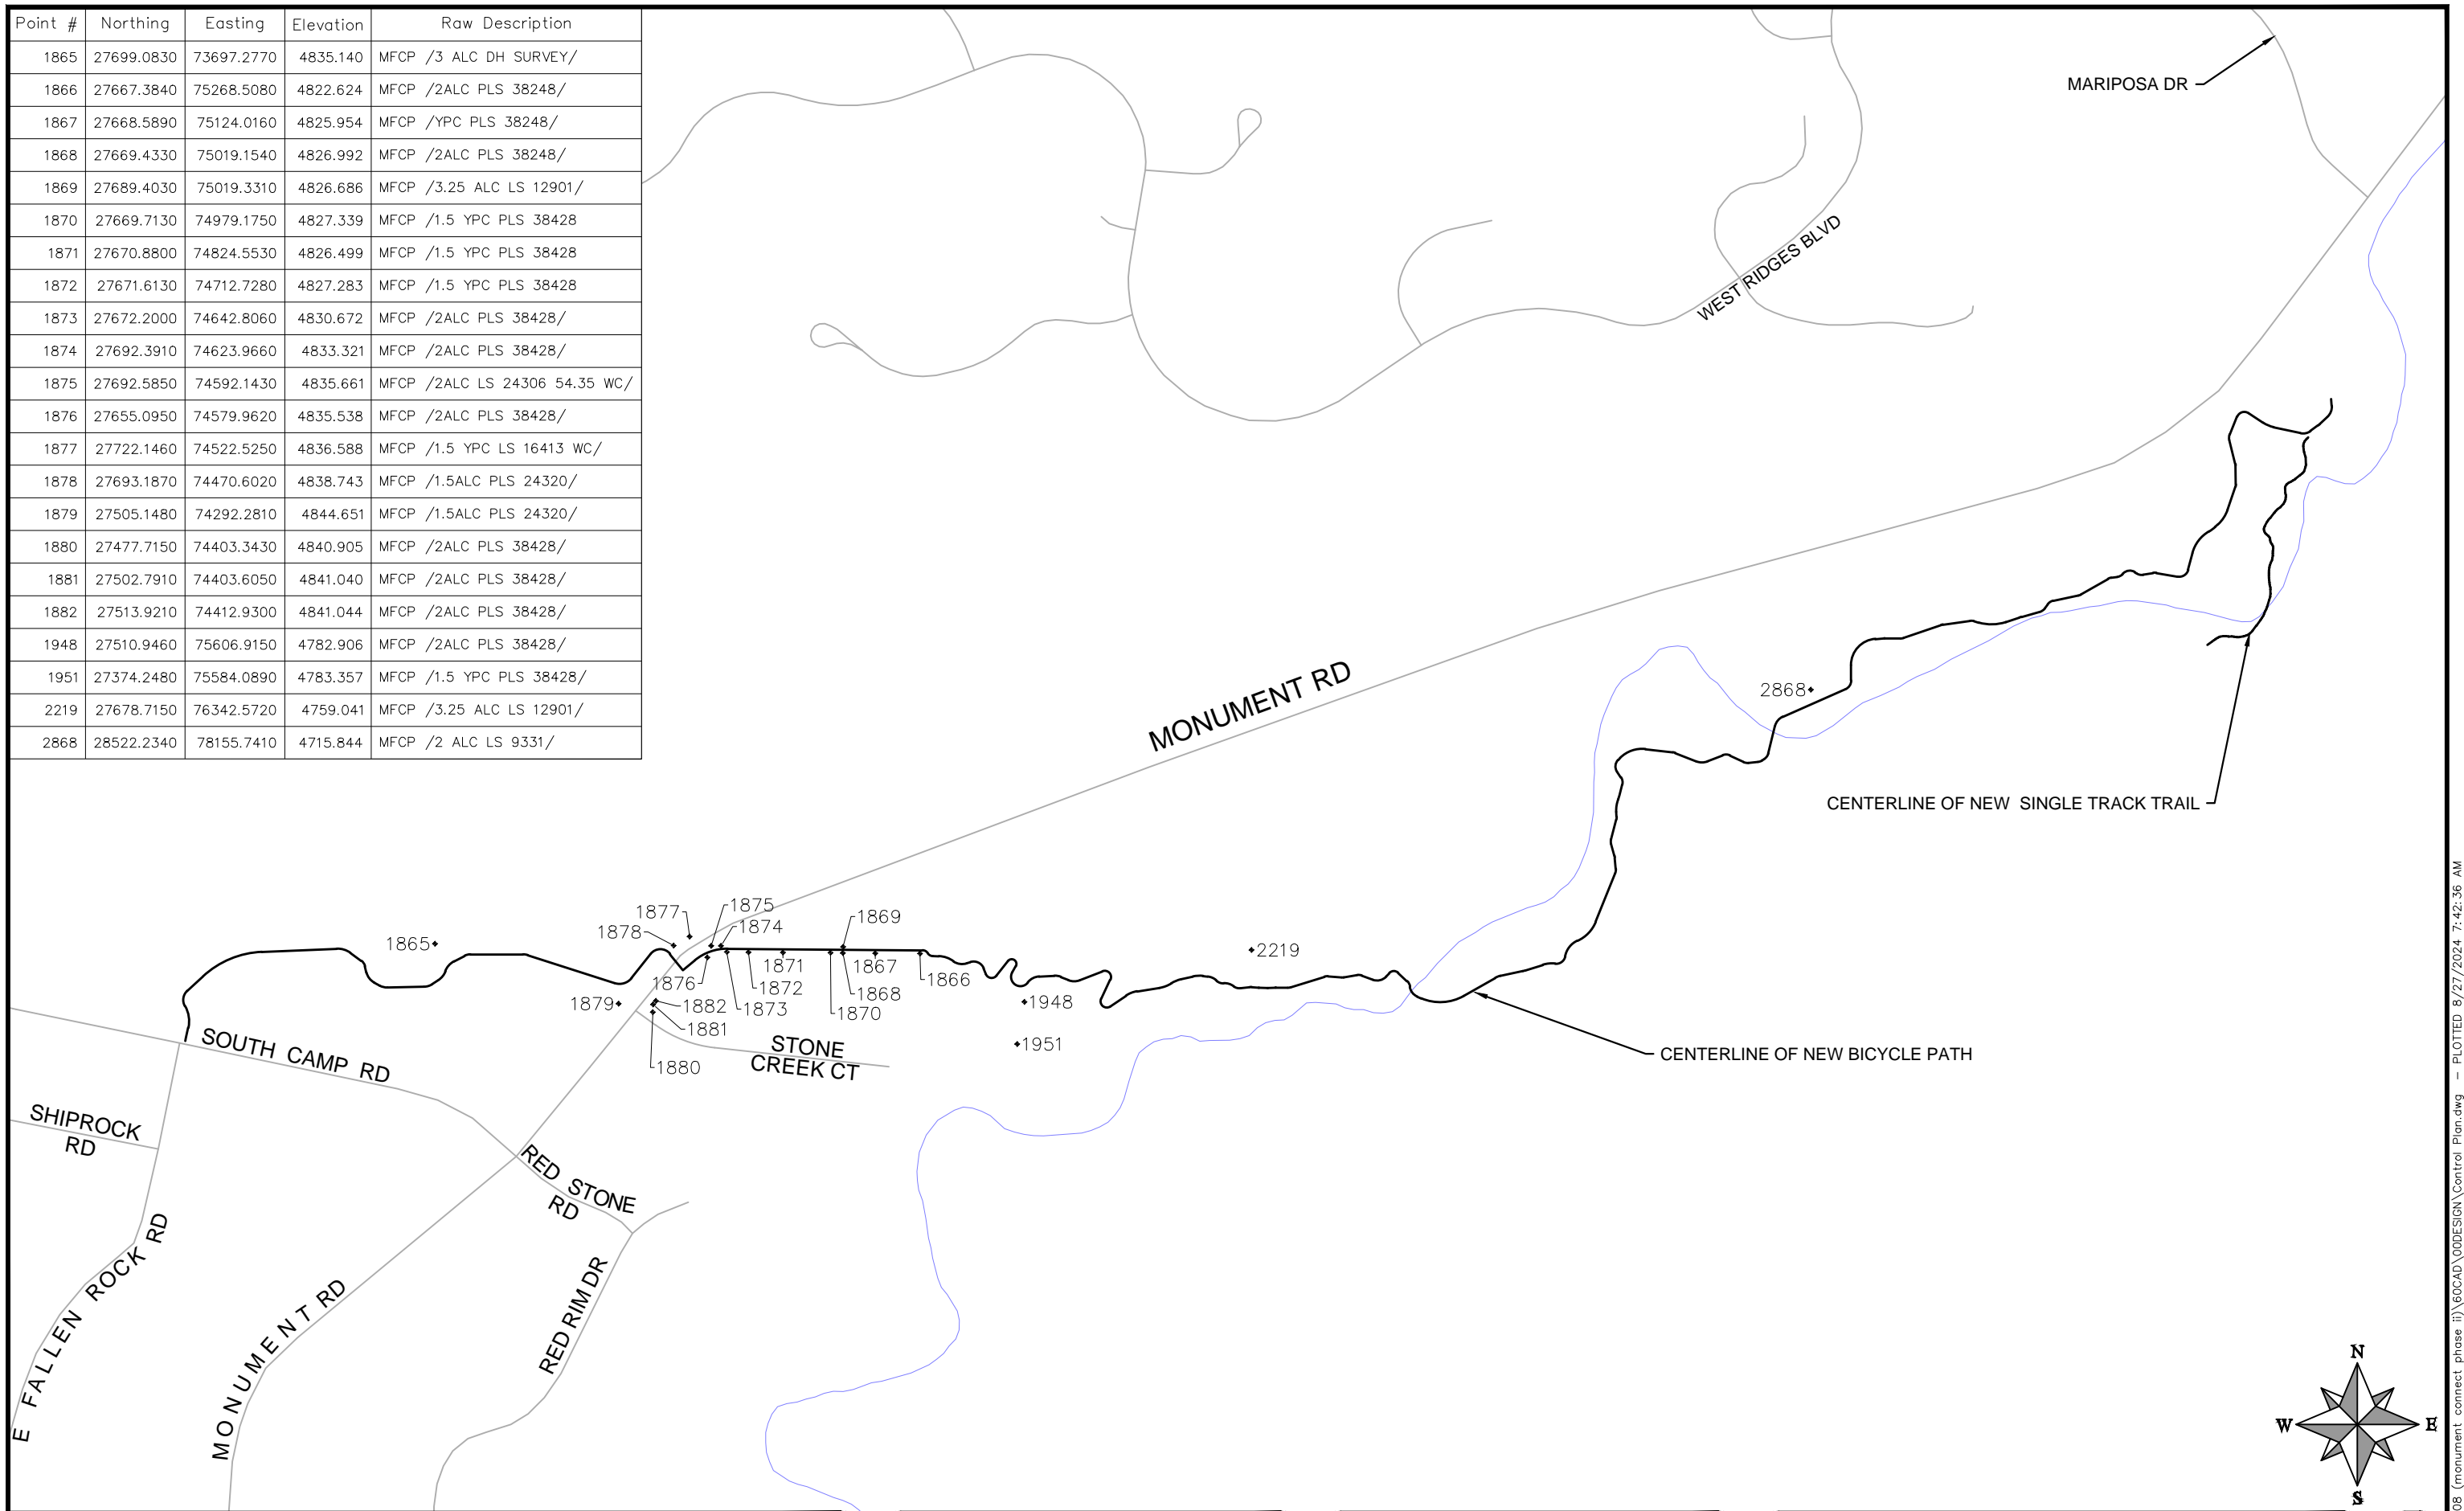 Point # Northing Easting Elevation Raw Description
1865 27699.0830 73697.2770 4835.140 MFCP /3 ALC DH SURVEY/
1866 27667.3840 75268.5080 4822.624 MFCP /2ALC PLS 38248/
1867 27668.5890 75124.0160 4825.954 MFCP /YPC PLS 38248/
1868 27669.4330 75019.1540 4826.992 MFCP /2ALC PLS 38248/
1869 27689.4030 75019.3310 4826.686 MFCP /3.25 ALC LS 12901/
1870 27669.7130 74979.1750 4827.339 MFCP /1.5 YPC PLS 38428
1871 27670.8800 74824.5530 4826.499 MFCP /1.5 YPC PLS 38428
1872 27671.6130 74712.7280 4827.283 MFCP /1.5 YPC PLS 38428
1873 27672.2000 74642.8060 4830.672 MFCP /2ALC PLS 38428/
1874 27692.3910 74623.9660 4833.321 MFCP /2ALC PLS 38428/
1875 27692.5850 74592.1430 4835.661 MFCP /2ALC LS 24306 54.35 WC/
1876 27655.0950 74579.9620 4835.538 MFCP /2ALC PLS 38428/
1877 27722.1460 74522.5250 4836.588 MFCP /1.5 YPC LS 16413 WC/
1878 27693.1870 74470.6020 4838.743 MFCP /1.5ALC PLS 24320/
1879 27505.1480 74292.2810 4844.651 MFCP /1.5ALC PLS 24320/
1880 27477.7150 74403.3430 4840.905 MFCP /2ALC PLS 38428/
1881 27502.7910 74403.6050 4841.040 MFCP /2ALC PLS 38428/
1882 27513.9210 74412.9300 4841.044 MFCP /2ALC PLS 38428/
1948 27510.9460 75606.9150 4782.906 MFCP /2ALC PLS 38428/
1951 27374.2480 75584.0890 4783.357 MFCP /1.5 YPC PLS 38428/
2219 27678.7150 76342.5720 4759.041 MFCP /3.25 ALC LS 12901/
2868 28522.2340 78155.7410 4715.844 MFCP /2 ALC LS 9331/
MARIPOSA DR
WEST RIDGES BLVD
MONUMENT RD
2868
CENTERLINE OF NEW SINGLE TRACK TRAIL
1865
1878
1877
1875
1874
1869
2219
1876
1871
1867
1866
1872
1868
1873
1870
1879
1882
1881
1880
1948
1951
STONE
CREEK CT
CENTERLINE OF NEW BICYCLE PATH
SOUTH CAMP RD
SHIPROCK
RD
RED STONE
RD
E FALLEN ROCK RD
MONUMENT RD
RED RIM DR
N
W
E
S
08 (monument connect phase ii)\60CAD\00DESIGN\Control Plan.dwg - PLOTTED 8/27/2024 7:42:36 AM